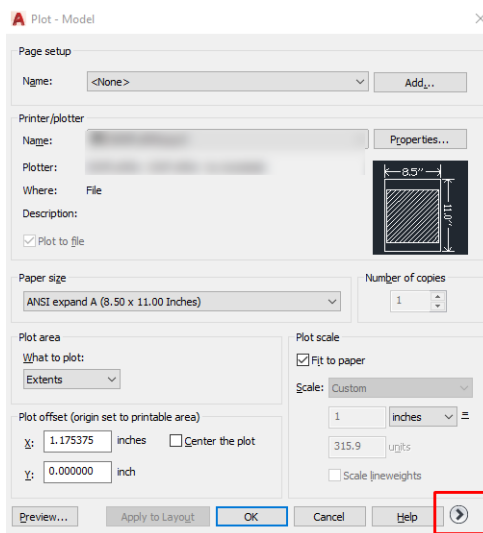 Plot - Model
Page setup
Name: <None> Add...
Printer/plotter
Name: Properties...
Plotter:
Where: File
Description:
Plot to file
8.5"
11.0"
Paper size
ANSI expand A (8.50 x 11.00 Inches)
Number of copies
1
Plot area
What to plot:
Extents
Plot scale
Fit to paper
Scale: Custom
1 inches =
315.9 units
Scale lineweights
Plot offset (origin set to printable area)
X: 1.175375 inches Center the plot
Y: 0.000000 inch
Preview... Apply to Layout OK Cancel Help